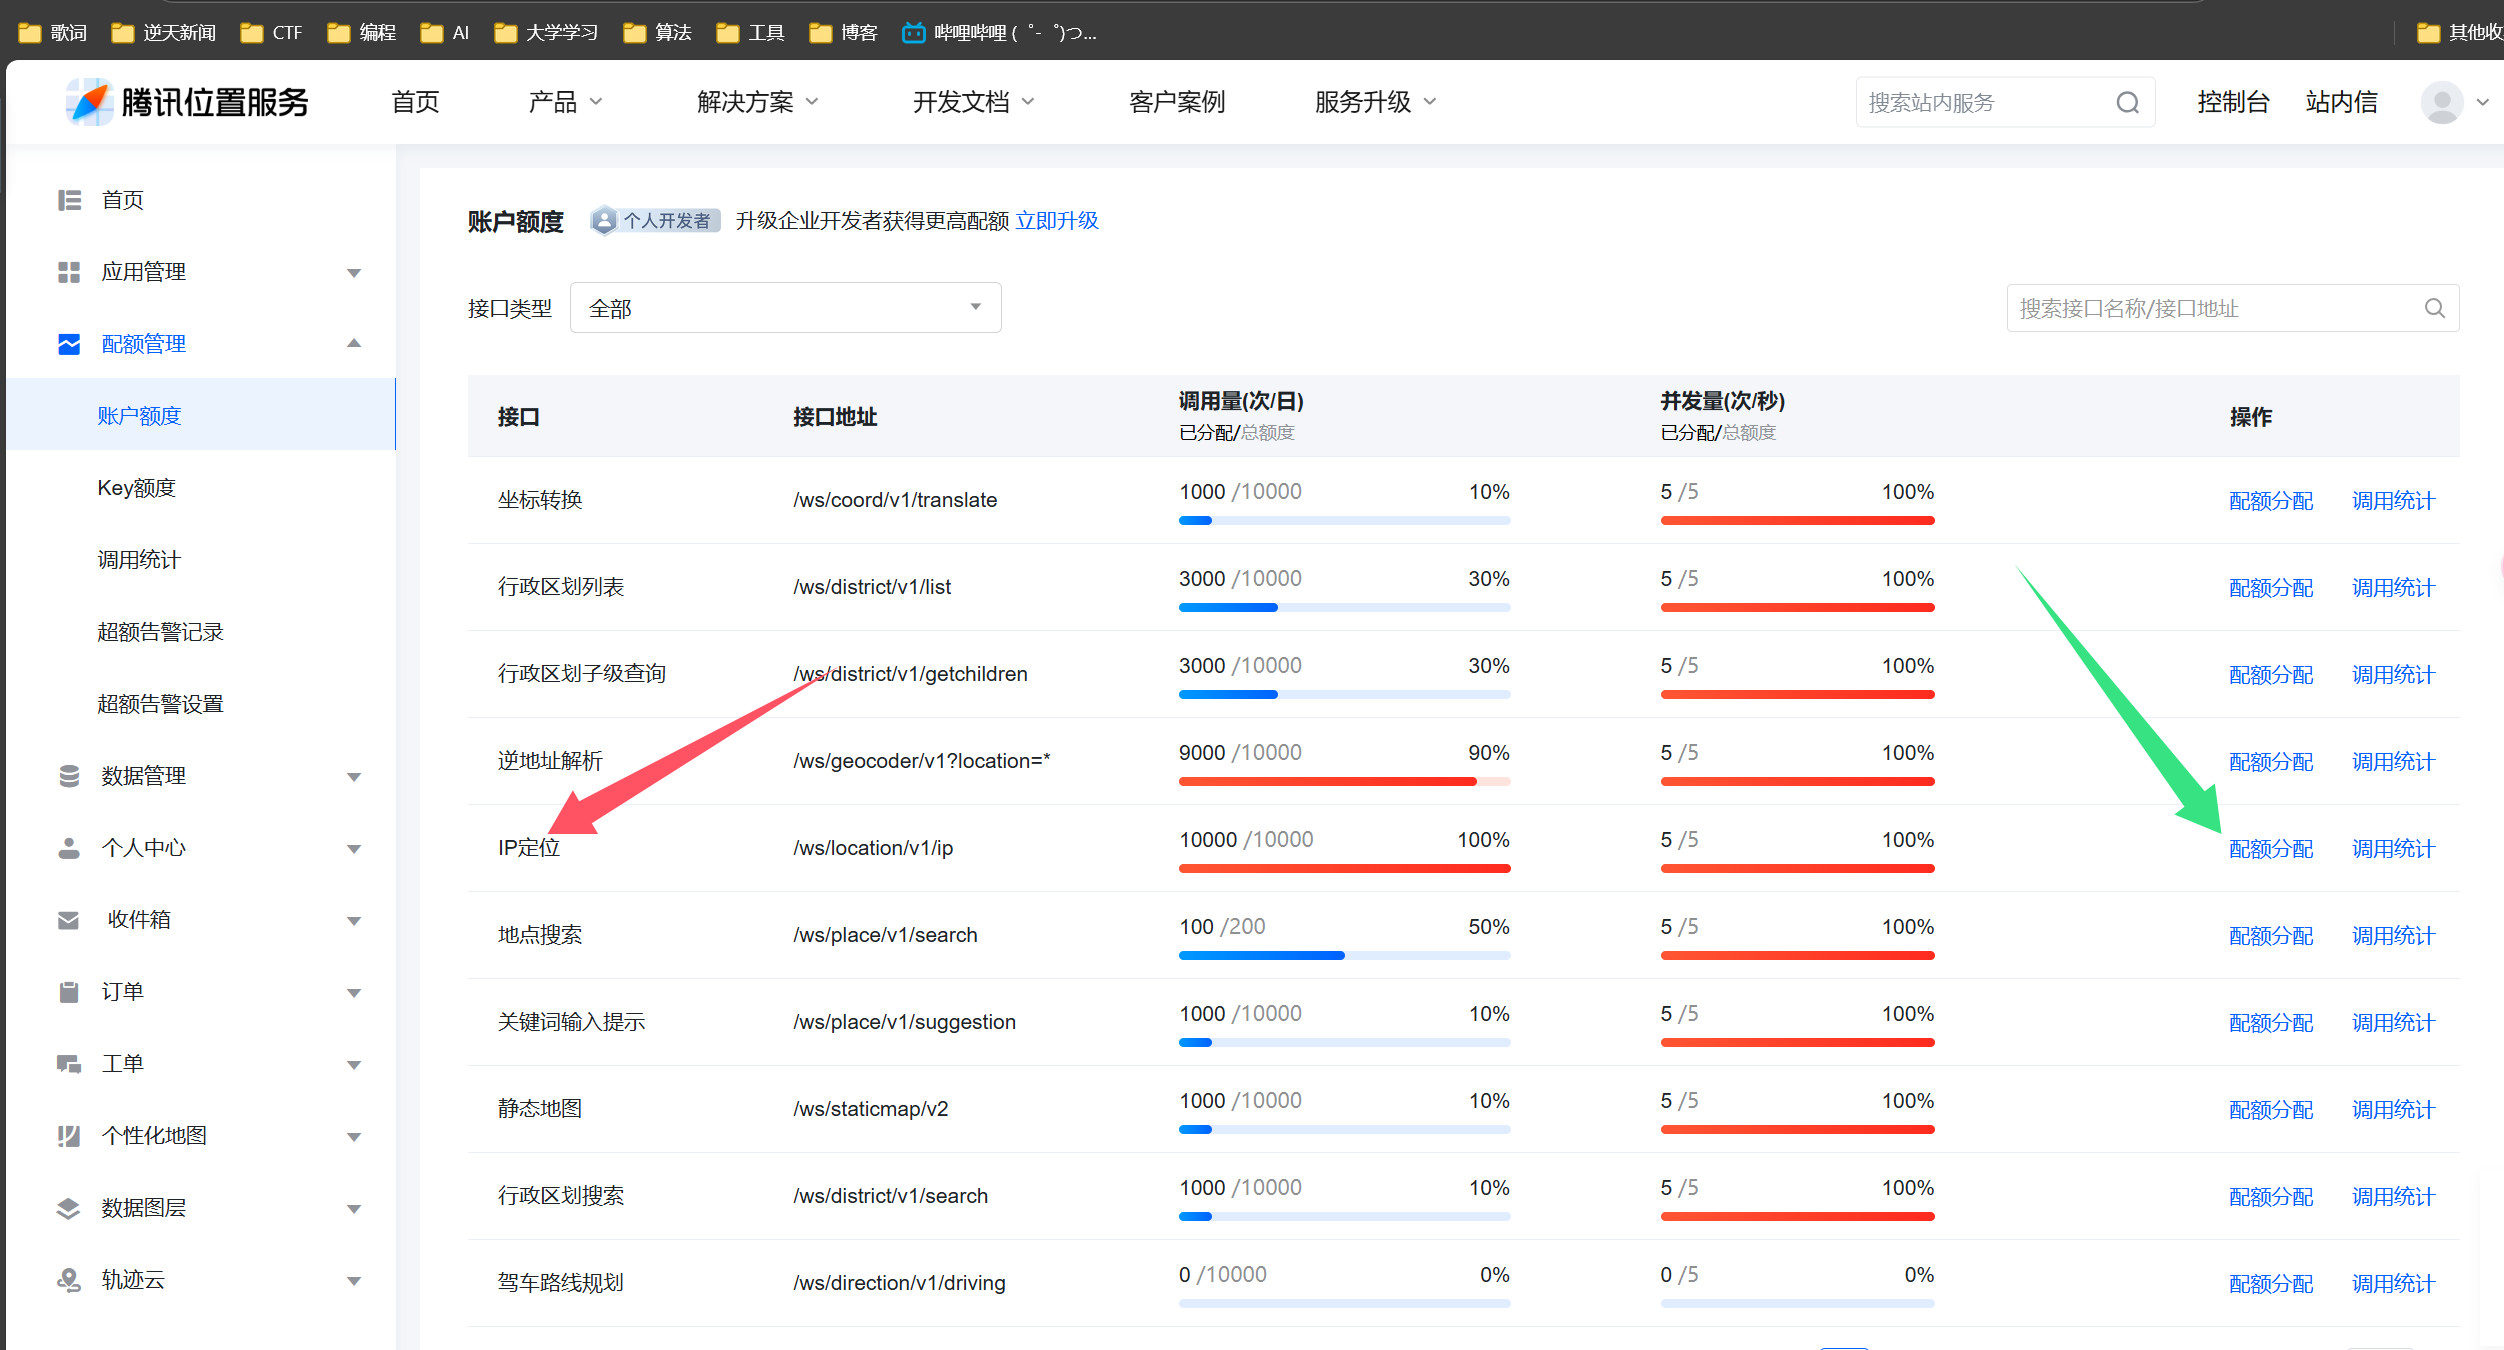 歌词 逆天新闻 CTF 编程 AI 大学学习 算法 工具 博客 哔哩哔哩 (゜-゜)つ... 其他收
腾讯位置服务 首页 产品 解决方案 开发文档 客户案例 服务升级 搜索站内服务 控制台 站内信
首页
应用管理
配额管理
账户额度
Key额度
调用统计
超额告警记录
超额告警设置
数据管理
个人中心
收件箱
订单
工单
个性化地图
数据图层
轨迹云
账户额度 个人开发者 升级企业开发者获得更高配额 立即升级
接口类型 全部 搜索接口名称/接口地址
接口 接口地址 调用量(次/日) 并发量(次/秒) 操作
已分配/总额度 已分配/总额度
坐标转换 /ws/coord/v1/translate 1000 /10000 10% 5 /5 100% 配额分配 调用统计
行政区划列表 /ws/district/v1/list 3000 /10000 30% 5 /5 100% 配额分配 调用统计
行政区划子级查询 /ws/district/v1/getchildren 3000 /10000 30% 5 /5 100% 配额分配 调用统计
逆地址解析 /ws/geocoder/v1?location=* 9000 /10000 90% 5 /5 100% 配额分配 调用统计
IP定位 /ws/location/v1/ip 10000 /10000 100% 5 /5 100% 配额分配 调用统计
地点搜索 /ws/place/v1/search 100 /200 50% 5 /5 100% 配额分配 调用统计
关键词输入提示 /ws/place/v1/suggestion 1000 /10000 10% 5 /5 100% 配额分配 调用统计
静态地图 /ws/staticmap/v2 1000 /10000 10% 5 /5 100% 配额分配 调用统计
行政区划搜索 /ws/district/v1/search 1000 /10000 10% 5 /5 100% 配额分配 调用统计
驾车路线规划 /ws/direction/v1/driving 0 /10000 0% 0 /5 0% 配额分配 调用统计